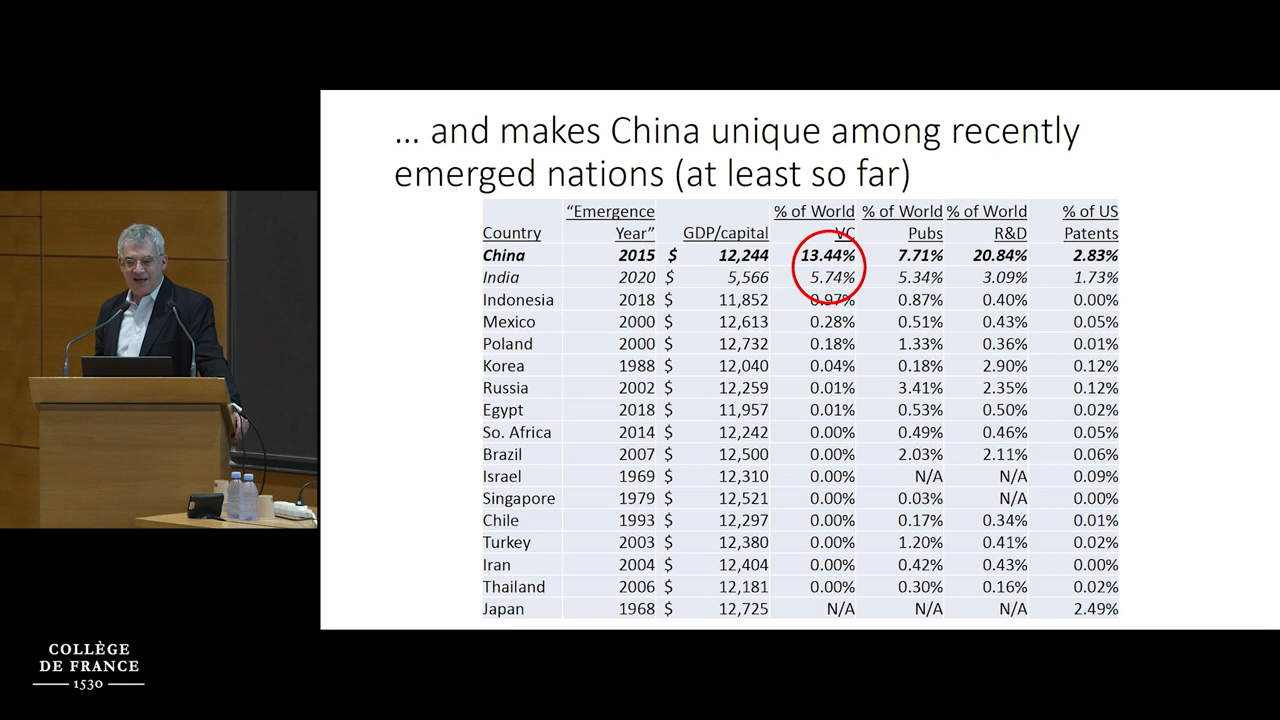 ... and makes China unique among recently
emerged nations (at least so far)
Country “Emergence Year” GDP/capital % of World VC % of World Pubs % of World R&D % of US Patents
China 2015 $ 12,244 13.44% 7.71% 20.84% 2.83%
India 2020 $ 5,566 5.74% 5.34% 3.09% 1.73%
Indonesia 2018 $ 11,852 0.97% 0.87% 0.40% 0.00%
Mexico 2000 $ 12,613 0.28% 0.51% 0.43% 0.05%
Poland 2000 $ 12,732 0.18% 1.33% 0.36% 0.01%
Korea 1988 $ 12,040 0.04% 0.18% 2.90% 0.12%
Russia 2002 $ 12,259 0.01% 3.41% 2.35% 0.12%
Egypt 2018 $ 11,957 0.01% 0.53% 0.50% 0.02%
So. Africa 2014 $ 12,242 0.00% 0.49% 0.46% 0.05%
Brazil 2007 $ 12,500 0.00% 2.03% 2.11% 0.06%
Israel 1969 $ 12,310 0.00% N/A N/A 0.09%
Singapore 1979 $ 12,521 0.00% 0.03% N/A 0.00%
Chile 1993 $ 12,297 0.00% 0.17% 0.34% 0.01%
Turkey 2003 $ 12,380 0.00% 1.20% 0.41% 0.02%
Iran 2004 $ 12,404 0.00% 0.42% 0.43% 0.00%
Thailand 2006 $ 12,181 0.00% 0.30% 0.16% 0.02%
Japan 1968 $ 12,725 N/A N/A N/A 2.49%
COLLÈGE
DE FRANCE
1530